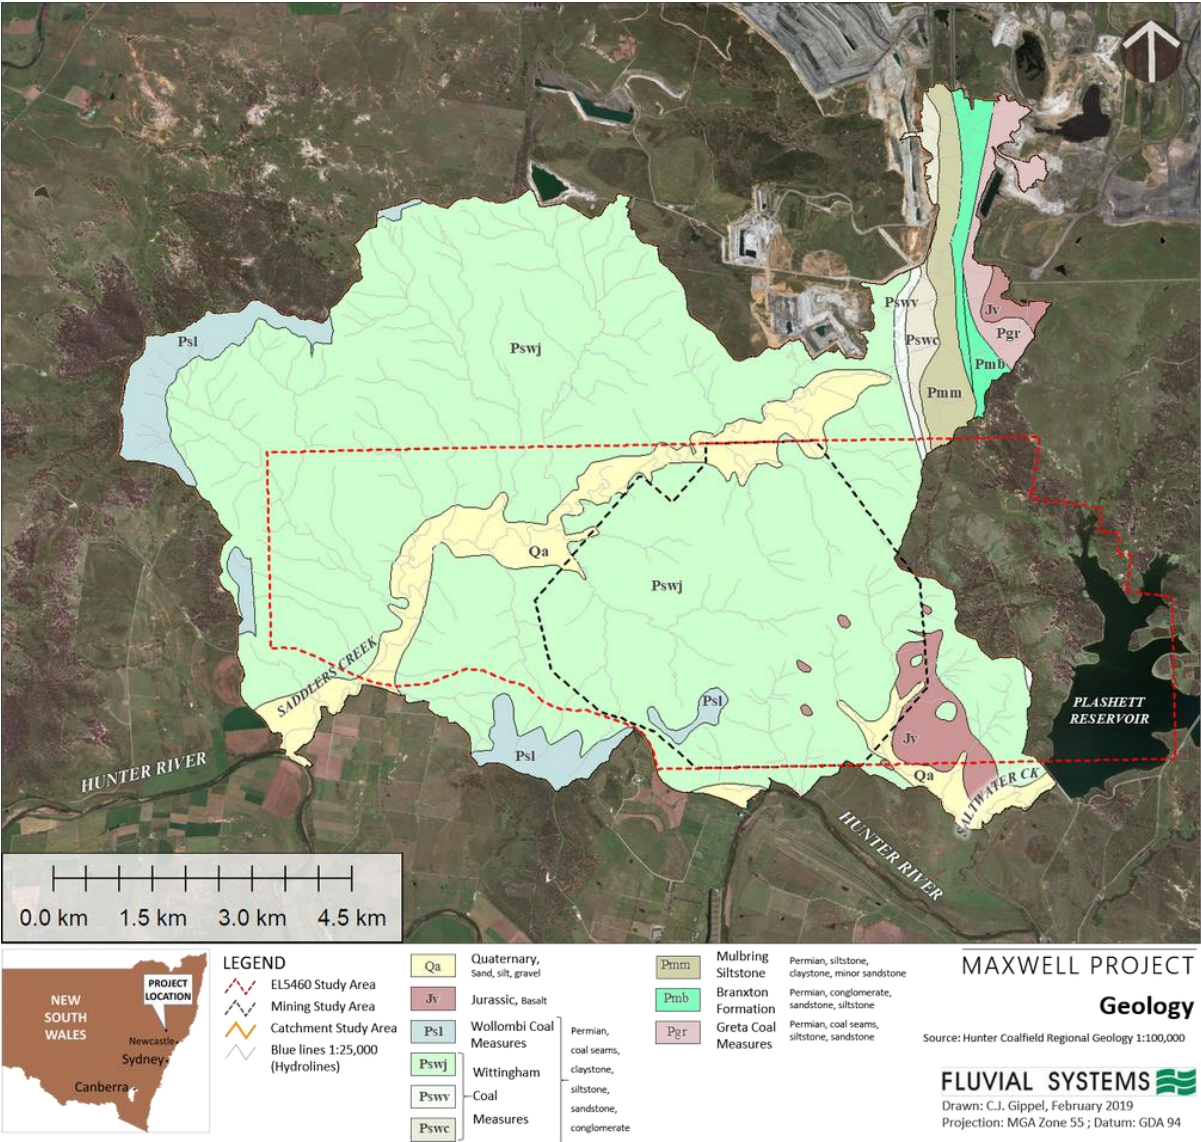 Pswv
Psl
Pswj
Jv
Pswc
Pgr
Pmb
Pmm
Qa
Pswj
SADDLERS CREEK
Psl
PLASHETT
RESERVOIR
Jv
Psl
HUNTER RIVER
Qa
SALTWATER CK
HUNTER RIVER
0.0 km 1.5 km 3.0 km 4.5 km
NEW
SOUTH
WALES
PROJECT
LOCATION
Newcastle
Sydney
Canberra
LEGEND
EL5460 Study Area
Mining Study Area
Catchment Study Area
Blue lines 1:25,000
(Hydrolines)
Qa
Quaternary,
Sand, silt, gravel
Jv
Jurassic, Basalt
Psl
Wollombi Coal
Measures
Pswj
Pswv
Pswc
Wittingham
Coal
Measures
Permian,
coal seams,
claystone,
siltstone,
sandstone,
conglomerate
Pmm
Mulbring
Siltstone
Permian, siltstone,
claystone, minor sandstone
Pmb
Branxton
Formation
Permian, conglomerate,
sandstone, siltstone
Pgr
Greta Coal
Measures
Permian, coal seams,
siltstone, sandstone
MAXWELL PROJECT
Geology
Source: Hunter Coalfield Regional Geology 1:100,000
FLUVIAL SYSTEMS
Drawn: C.J. Gippel, February 2019
Projection: MGA Zone 55 ; Datum: GDA 94